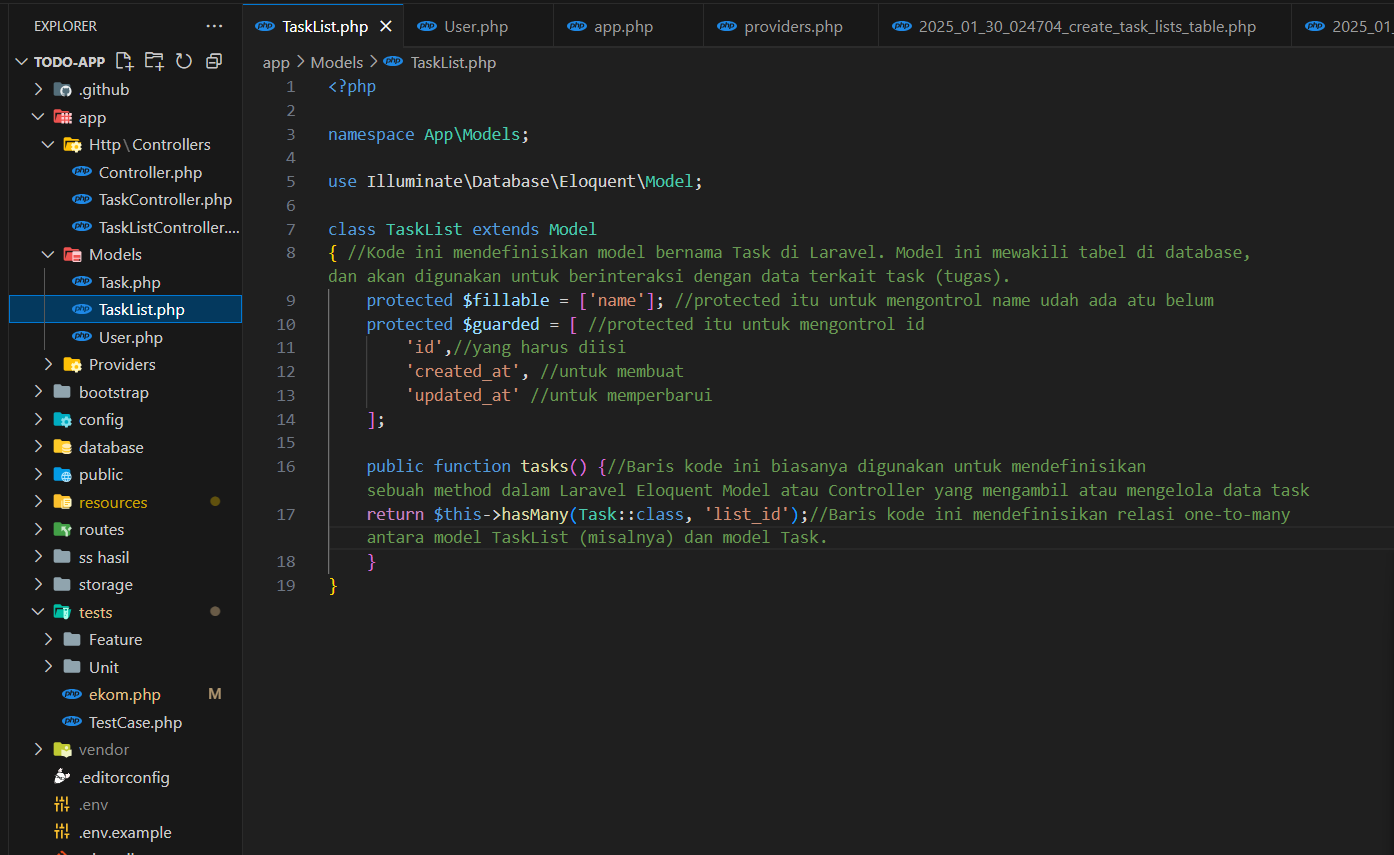 EXPLORER ···
TaskList.php
User.php
app.php
providers.php
2025_01_30_024704_create_task_lists_table.php
2025_01_
TODO-APP
.github
app
Http\Controllers
Controller.php
TaskController.php
TaskListController....
Models
Task.php
TaskList.php
User.php
Providers
bootstrap
config
database
public
resources
routes
ss hasil
storage
tests
Feature
Unit
ekom.php M
TestCase.php
vendor
.editorconfig
.env
.env.example
app > Models > TaskList.php
1 <?php
2
3 namespace App\Models;
4
5 use Illuminate\Database\Eloquent\Model;
6
7 class TaskList extends Model
8 { //Kode ini mendefinisikan model bernama Task di Laravel. Model ini mewakili tabel di database,
dan akan digunakan untuk berinteraksi dengan data terkait task (tugas).
9 protected $fillable = ['name']; //protected itu untuk mengontrol name udah ada atu belum
10 protected $guarded = [ //protected itu untuk mengontrol id
11 'id',//yang harus diisi
12 'created_at', //untuk membuat
13 'updated_at' //untuk memperbarui
14 ];
15
16 public function tasks() {//Baris kode ini biasanya digunakan untuk mendefinisikan
sebuah method dalam Laravel Eloquent Model atau Controller yang mengambil atau mengelola data task
17 return $this->hasMany(Task::class, 'list_id');//Baris kode ini mendefinisikan relasi one-to-many
antara model TaskList (misalnya) dan model Task.
18 }
19 }